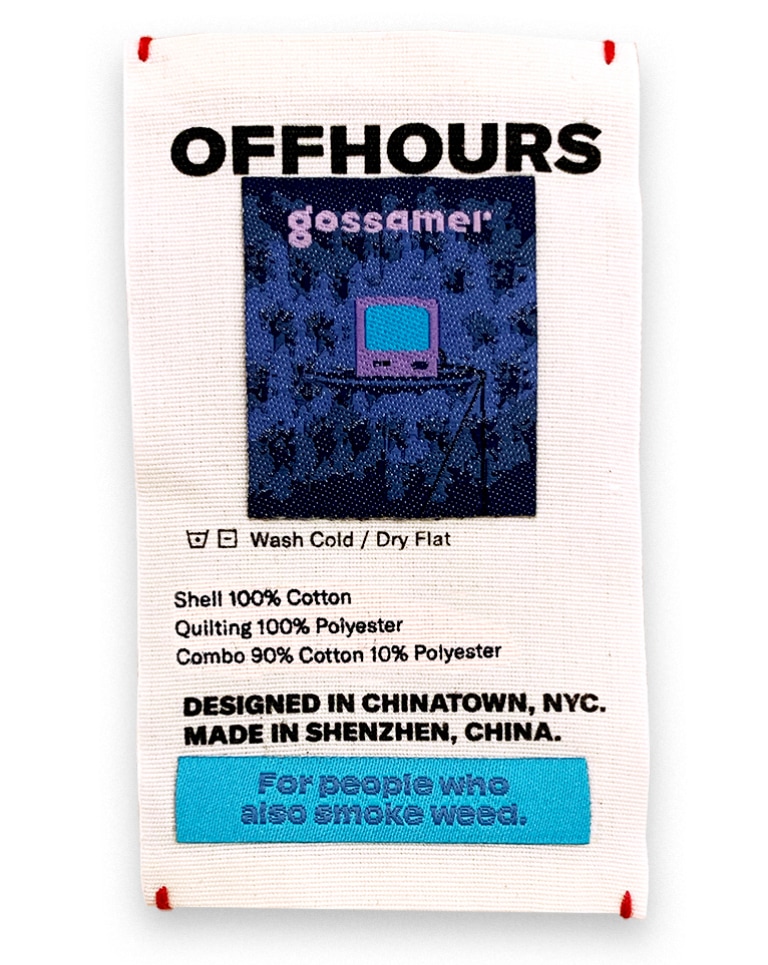 OFFHOURS
gossamer
Wash Cold / Dry Flat
Shell 100% Cotton
Quilting 100% Polyester
Combo 90% Cotton 10% Polyester
DESIGNED IN CHINATOWN, NYC.
MADE IN SHENZHEN, CHINA.
For people who
also smoke weed.